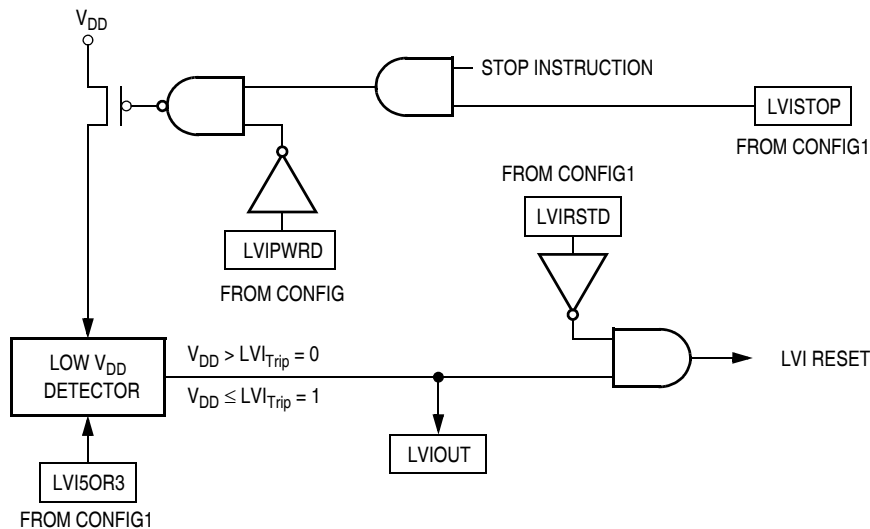 VDD
STOP INSTRUCTION
LVISTOP
FROM CONFIG1
FROM CONFIG1
LVIRSTD
LVIPWRD
FROM CONFIG
LOW VDD
DETECTOR
VDD > LVITrip = 0
VDD ≤ LVITrip = 1
LVI RESET
LVIOUT
LVI5OR3
FROM CONFIG1